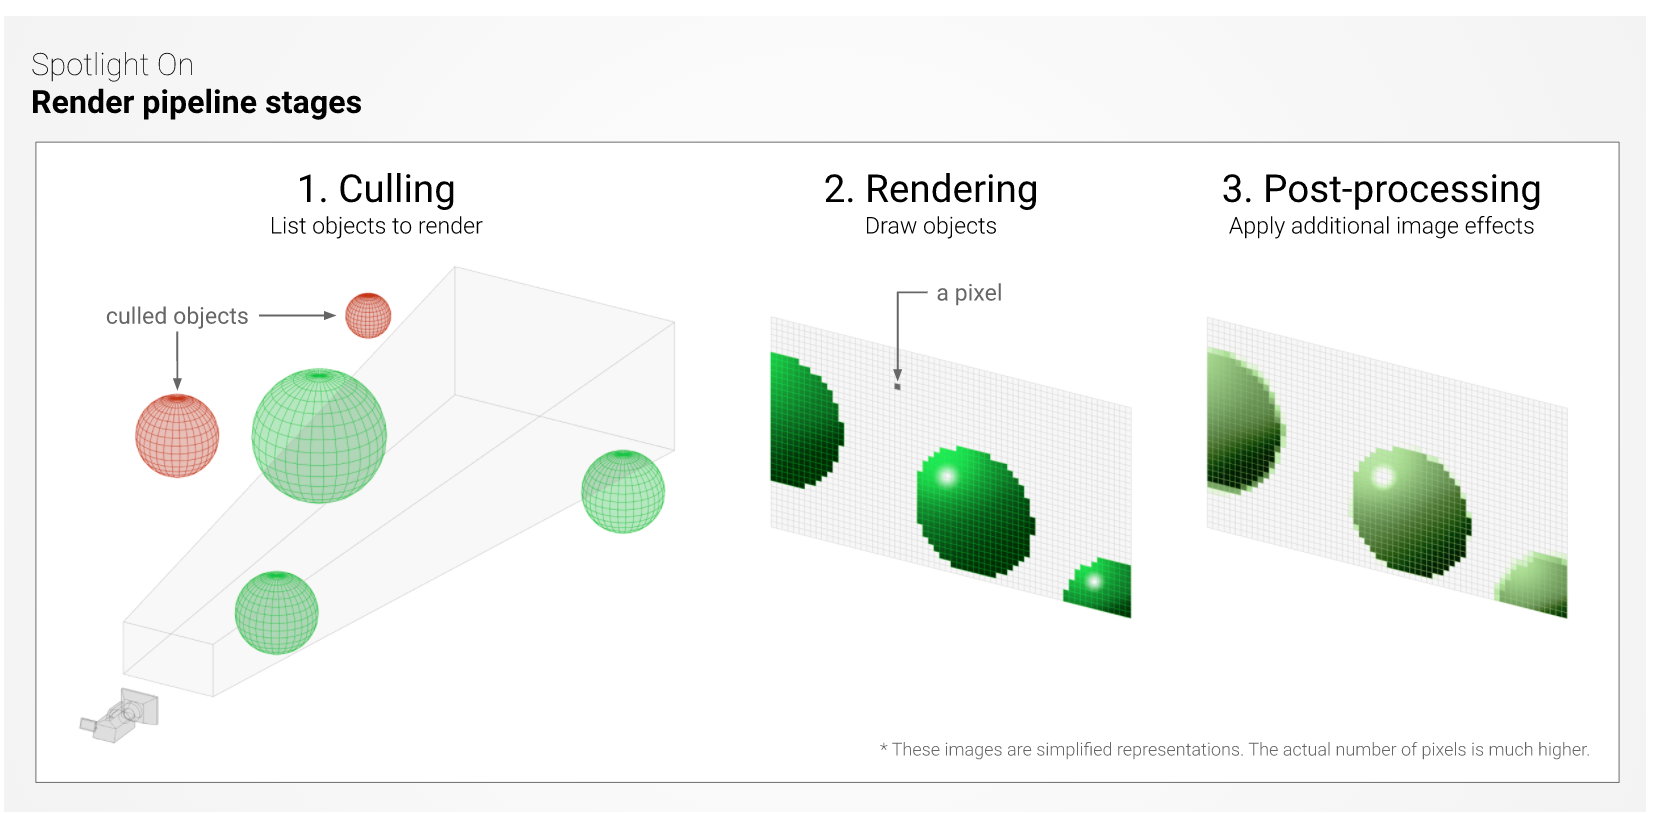 Spotlight On
Render pipeline stages
1. Culling
List objects to render
culled objects
2. Rendering
Draw objects
a pixel
3. Post-processing
Apply additional image effects
* These images are simplified representations. The actual number of pixels is much higher.